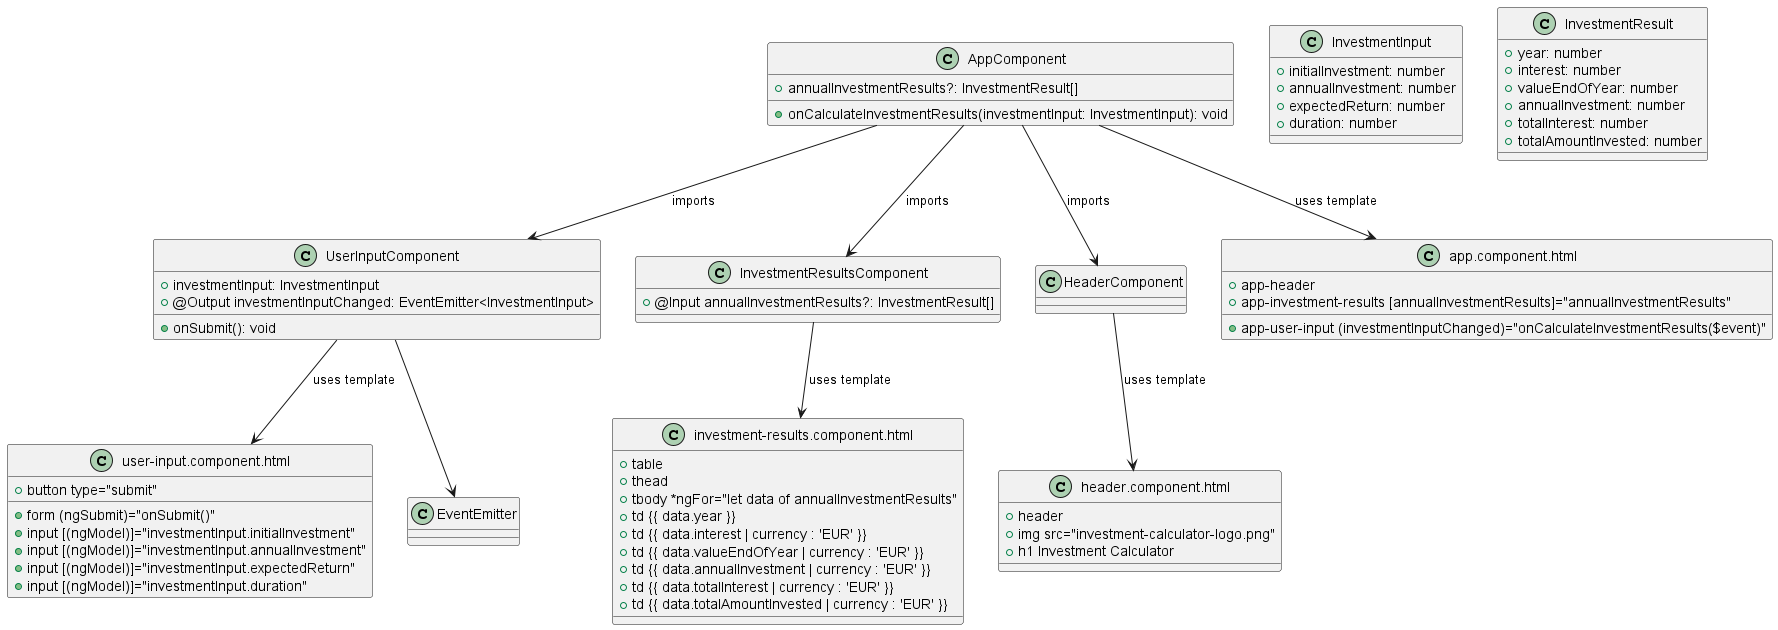 C AppComponent
annualInvestmentResults?: InvestmentResult[]
onCalculateInvestmentResults(investmentInput: InvestmentInput): void
C InvestmentInput
initialInvestment: number
annualInvestment: number
expectedReturn: number
duration: number
C InvestmentResult
year: number
interest: number
valueEndOfYear: number
annualInvestment: number
totalInterest: number
totalAmountInvested: number
imports
imports
imports
uses template
C UserInputComponent
investmentInput: InvestmentInput
@Output investmentInputChanged: EventEmitter<InvestmentInput>
onSubmit(): void
C InvestmentResultsComponent
@Input annualInvestmentResults?: InvestmentResult[]
C HeaderComponent
C app.component.html
app-header
app-investment-results [annualInvestmentResults]="annualInvestmentResults"
app-user-input (investmentInputChanged)="onCalculateInvestmentResults($event)"
uses template
uses template
uses template
C user-input.component.html
button type="submit"
form (ngSubmit)="onSubmit()"
input [(ngModel)]="investmentInput.initialInvestment"
input [(ngModel)]="investmentInput.annualInvestment"
input [(ngModel)]="investmentInput.expectedReturn"
input [(ngModel)]="investmentInput.duration"
C EventEmitter
C investment-results.component.html
table
thead
tbody *ngFor="let data of annualInvestmentResults"
td {{ data.year }}
td {{ data.interest | currency : 'EUR' }}
td {{ data.valueEndOfYear | currency : 'EUR' }}
td {{ data.annualInvestment | currency : 'EUR' }}
td {{ data.totalInterest | currency : 'EUR' }}
td {{ data.totalAmountInvested | currency : 'EUR' }}
C header.component.html
header
img src="investment-calculator-logo.png"
h1 Investment Calculator